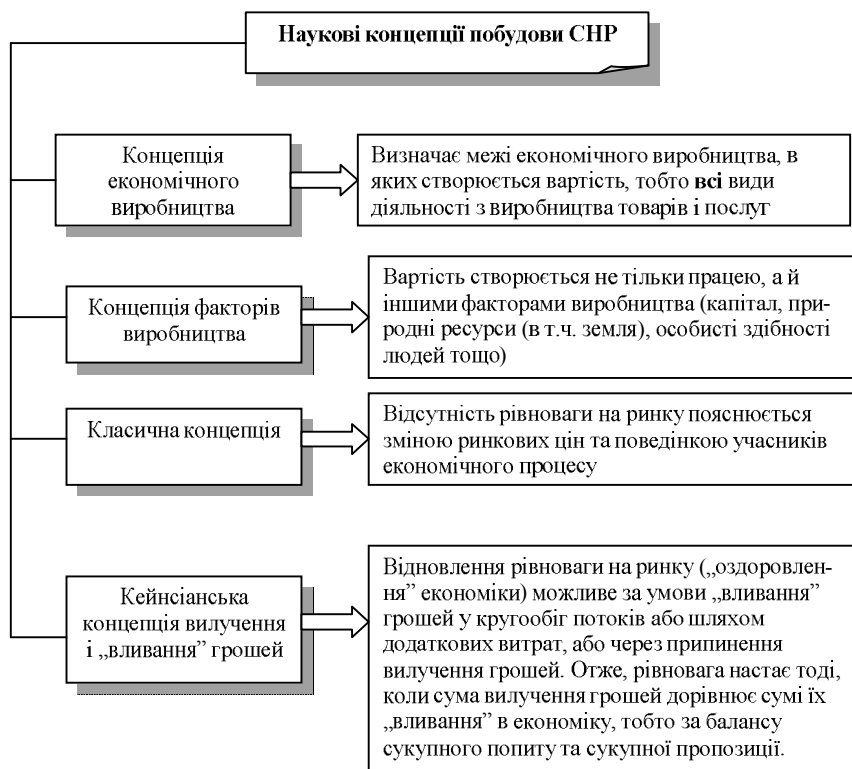 Наукові концепції побудови СНР
Концепція
економічного
виробництва
Визначає межі економічного виробництва, в
яких створюється вартість, тобто всі види
діяльності з виробництва товарів і послуг
Концепція факторів
виробництва
Вартість створюється не тільки працею, а й
іншими факторами виробництва (капітал, при-
родні ресурси (в т.ч. земля), особисті здібності
людей тощо)
Класична концепція
Відсутність рівноваги на ринку пояснюється
зміною ринкових цін та поведінкою учасників
економічного процесу
Кейнсіанська
концепція вилучення
і „вливання” грошей
Відновлення рівноваги на ринку („оздоровлен-
ня” економіки) можливе за умови „вливання”
грошей у кругообіг потоків або шляхом
додаткових витрат, або через припинення
вилучення грошей. Отже, рівновага настає тоді,
коли сума вилучення грошей дорівнює сумі їх
„вливання” в економіку, тобто за балансу
сукупного попиту та сукупної пропозиції.